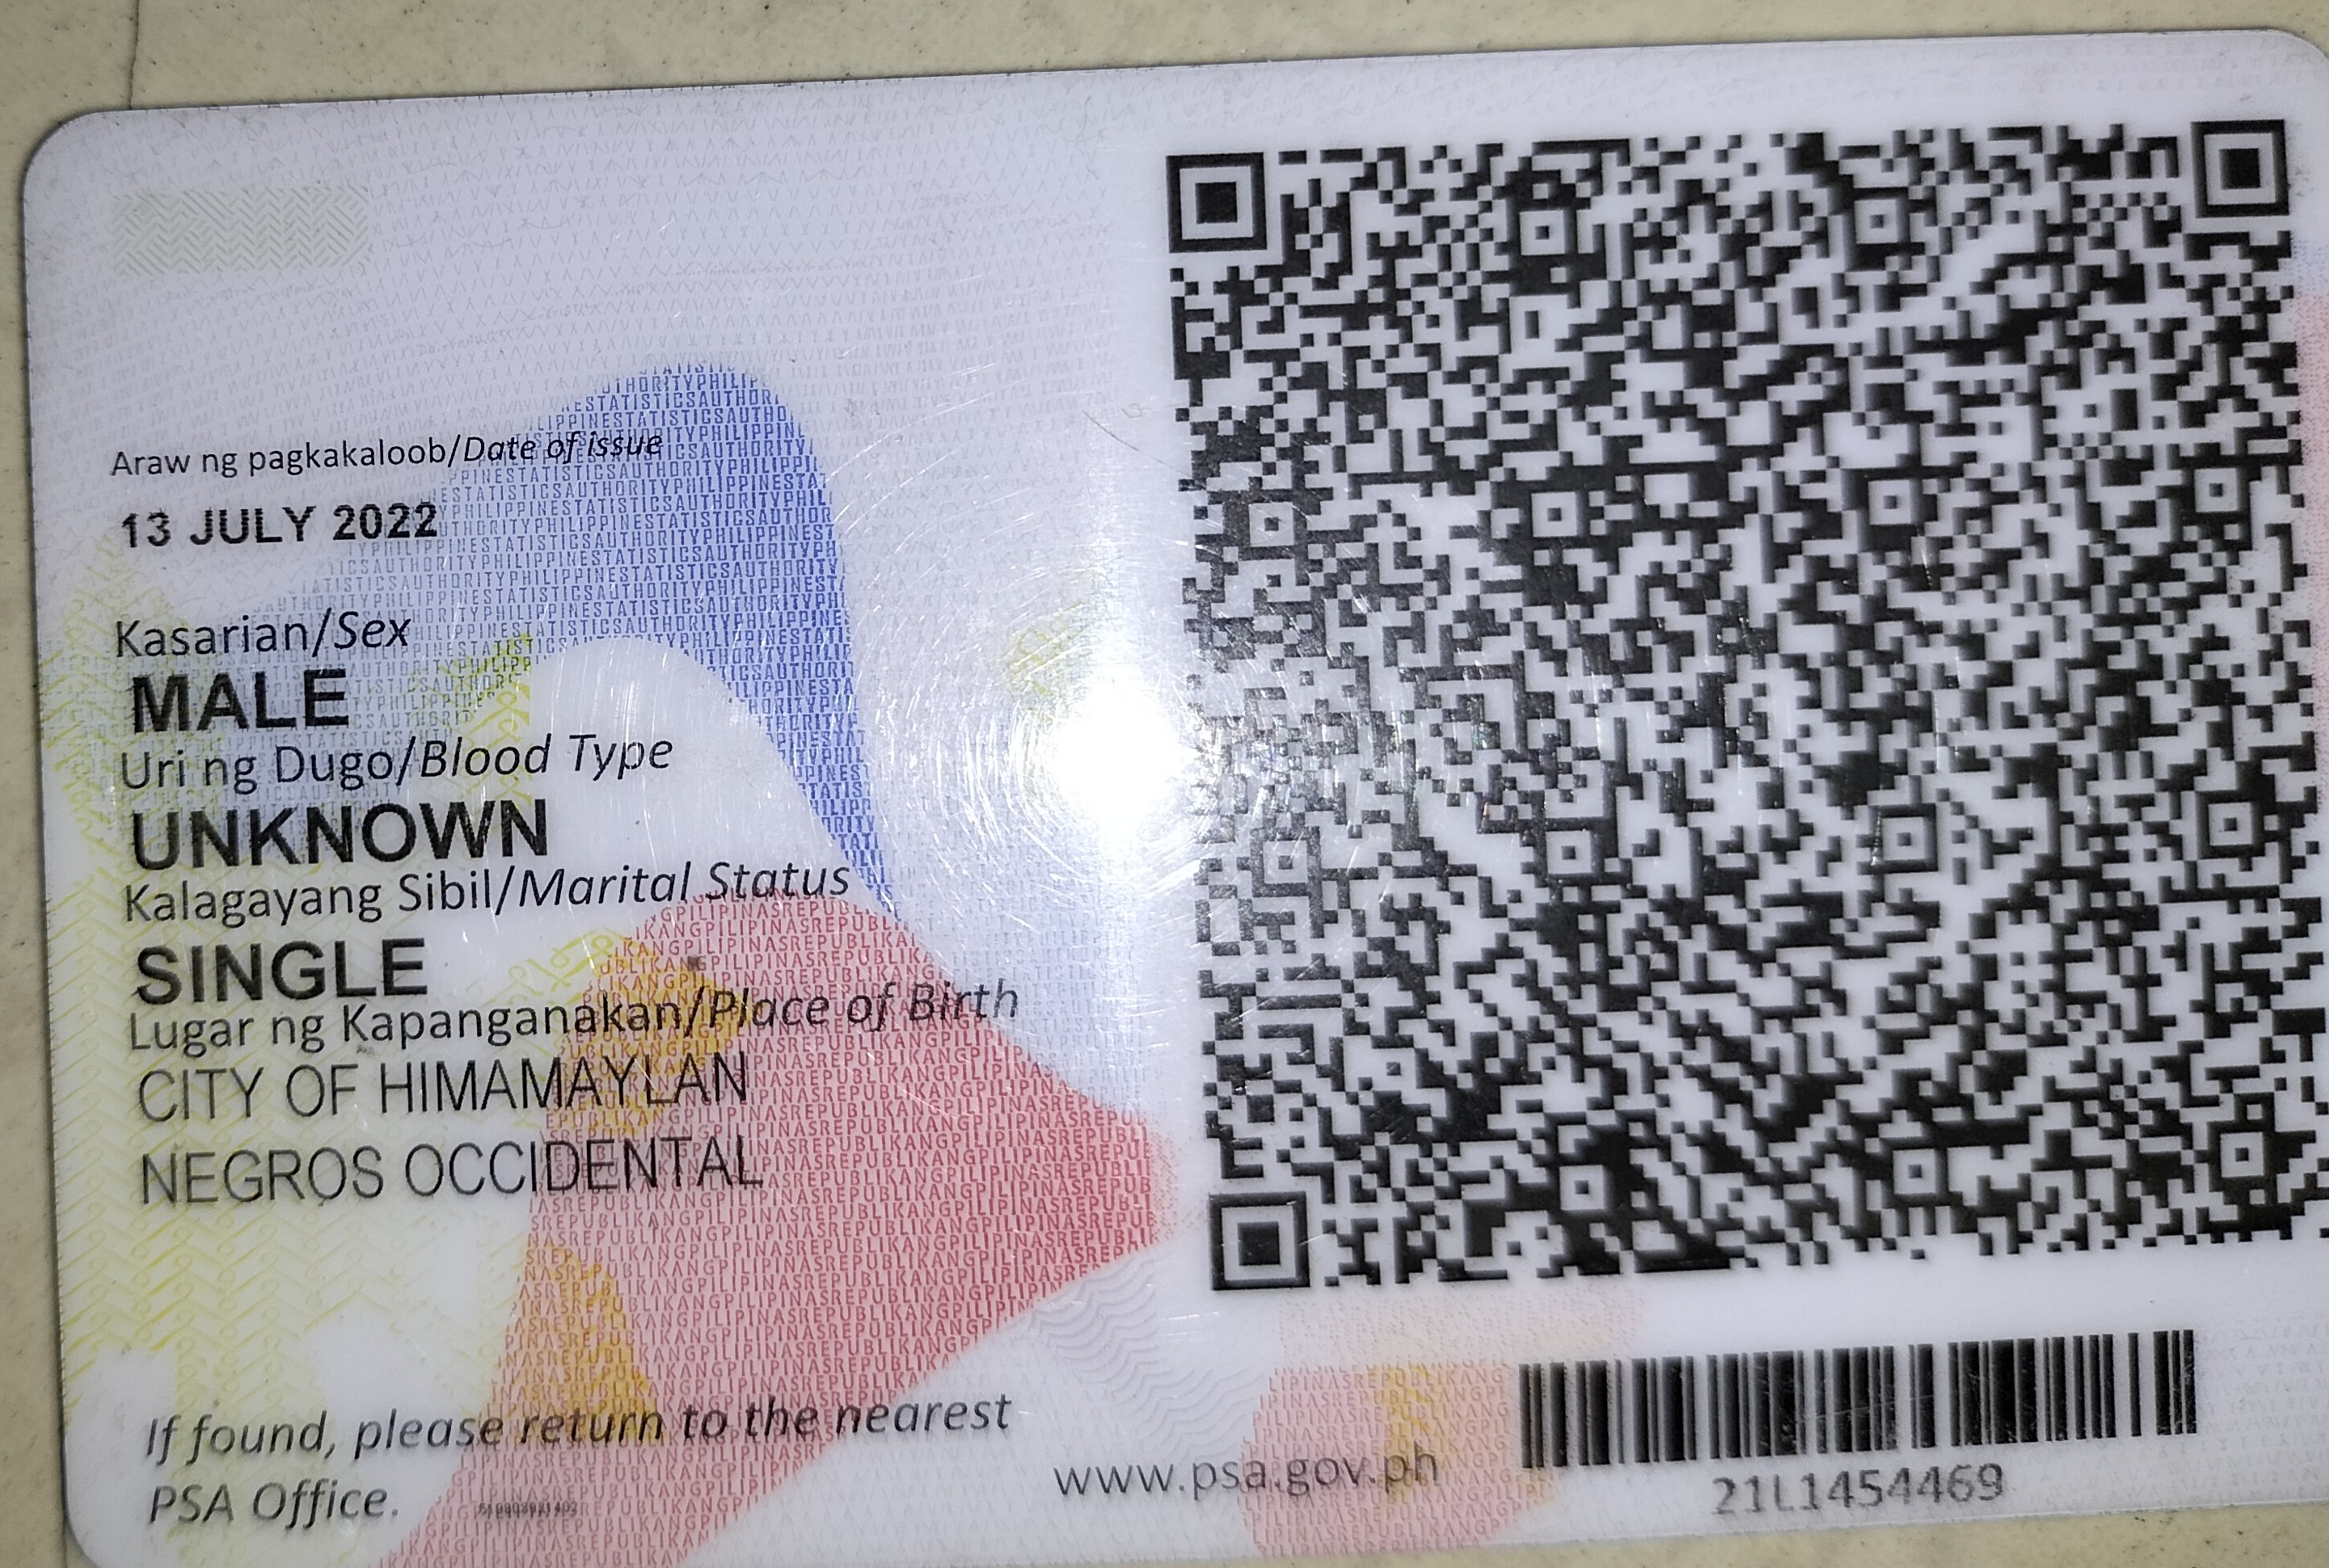 Araw ng pagkakaloob/Date of issue
13 JULY 2022
Kasarian/Sex
MALE
Uri ng Dugo/Blood Type
UNKNOWN
Kalagayang Sibil/Marital Status
SINGLE
Lugar ng Kapanganakan/Place of Birth
CITY OF HIMAMAYLAN
NEGROS OCCIDENTAL
If found, please return to the nearest
PSA Office.
www.psa.gov.ph
21L1454469